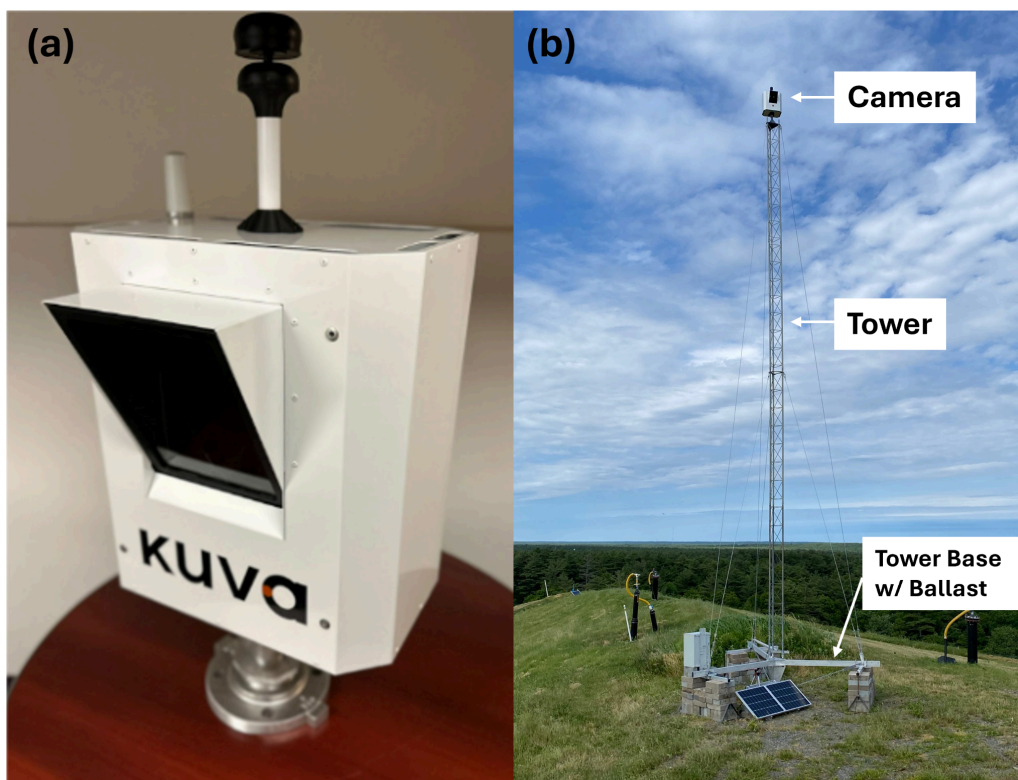 (a)
kuva
(b)
Camera
Tower
Tower Base
w/ Ballast